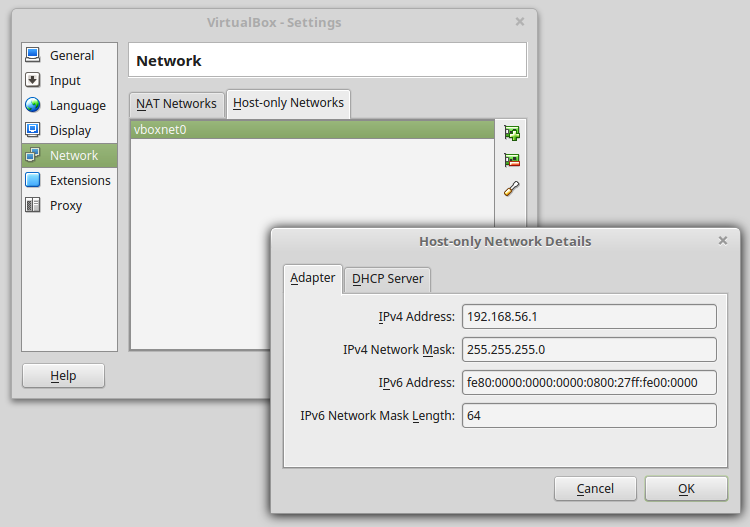 VirtualBox - Settings
General
Input
Language
Display
Network
Extensions
Proxy
Network
NAT Networks
Host-only Networks
vboxnet0
Help
Host-only Network Details
Adapter
DHCP Server
IPv4 Address: 192.168.56.1
IPv4 Network Mask: 255.255.255.0
IPv6 Address: fe80:0000:0000:0000:0800:27ff:fe00:0000
IPv6 Network Mask Length: 64
Cancel
OK